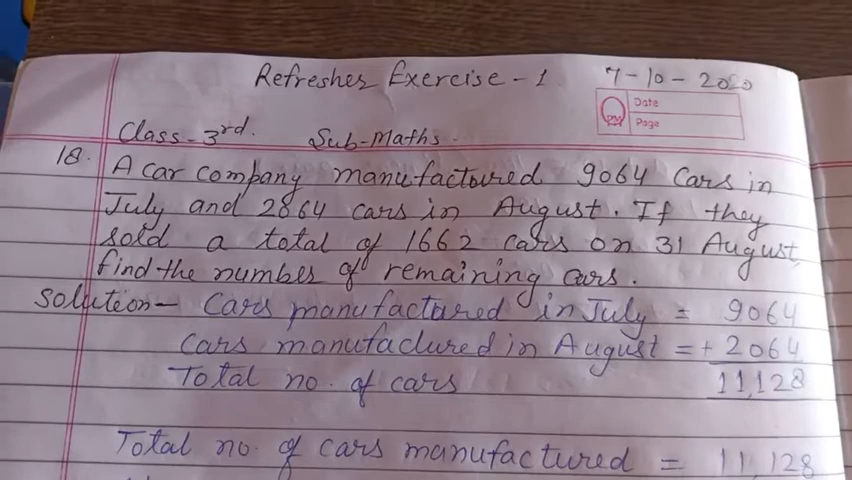 Refresher Exercise - 1
7-10-2020
Date
Page
Class - 3rd. Sub-Maths.
18. A car company manufactured 9064 cars in
July and 2864 cars in August. If they
sold a total of 1662 cars on 31 August,
find the number of remaining cars.
Solution - Cars manufactured in July = 9064
Cars manufactured in August = + 2064
Total no. of cars 11,128
Total no. of cars manufactured = 11,128